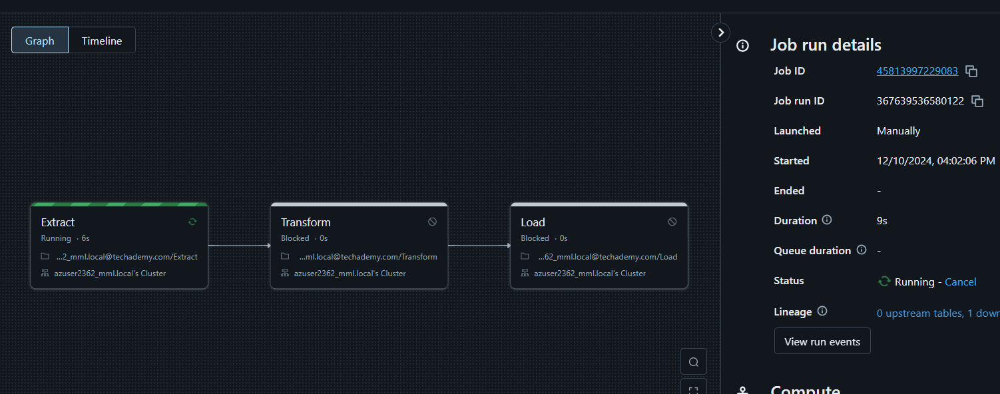 Graph
Timeline
Extract
Running · 6s
...2_mml.local@techademy.com/Extract
azuser2362_mml.local's Cluster
Transform
Blocked · 0s
...ml.local@techademy.com/Transform
azuser2362_mml.local's Cluster
Load
Blocked · 0s
...62_mml.local@techademy.com/Load
azuser2362_mml.local's Cluster
Job run details
Job ID 45813997229083
Job run ID 367639536580122
Launched Manually
Started 12/10/2024, 04:02:06 PM
Ended -
Duration 9s
Queue duration -
Status Running - Cancel
Lineage 0 upstream tables, 1 down
View run events
Compute